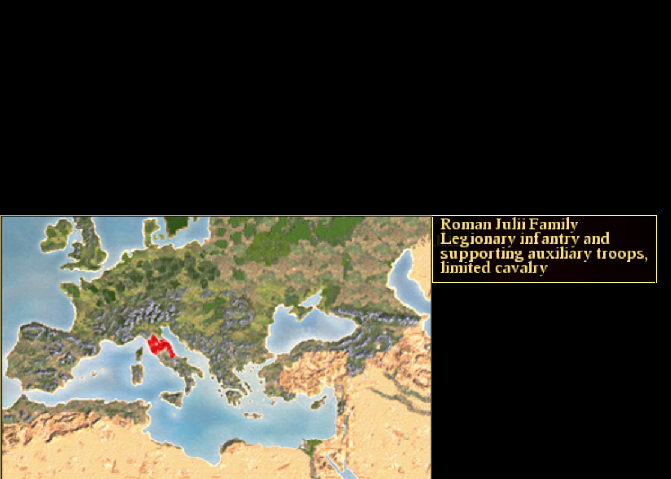 Roman Julii Family
Legionary infantry and
supporting auxiliary troops,
limited cavalry